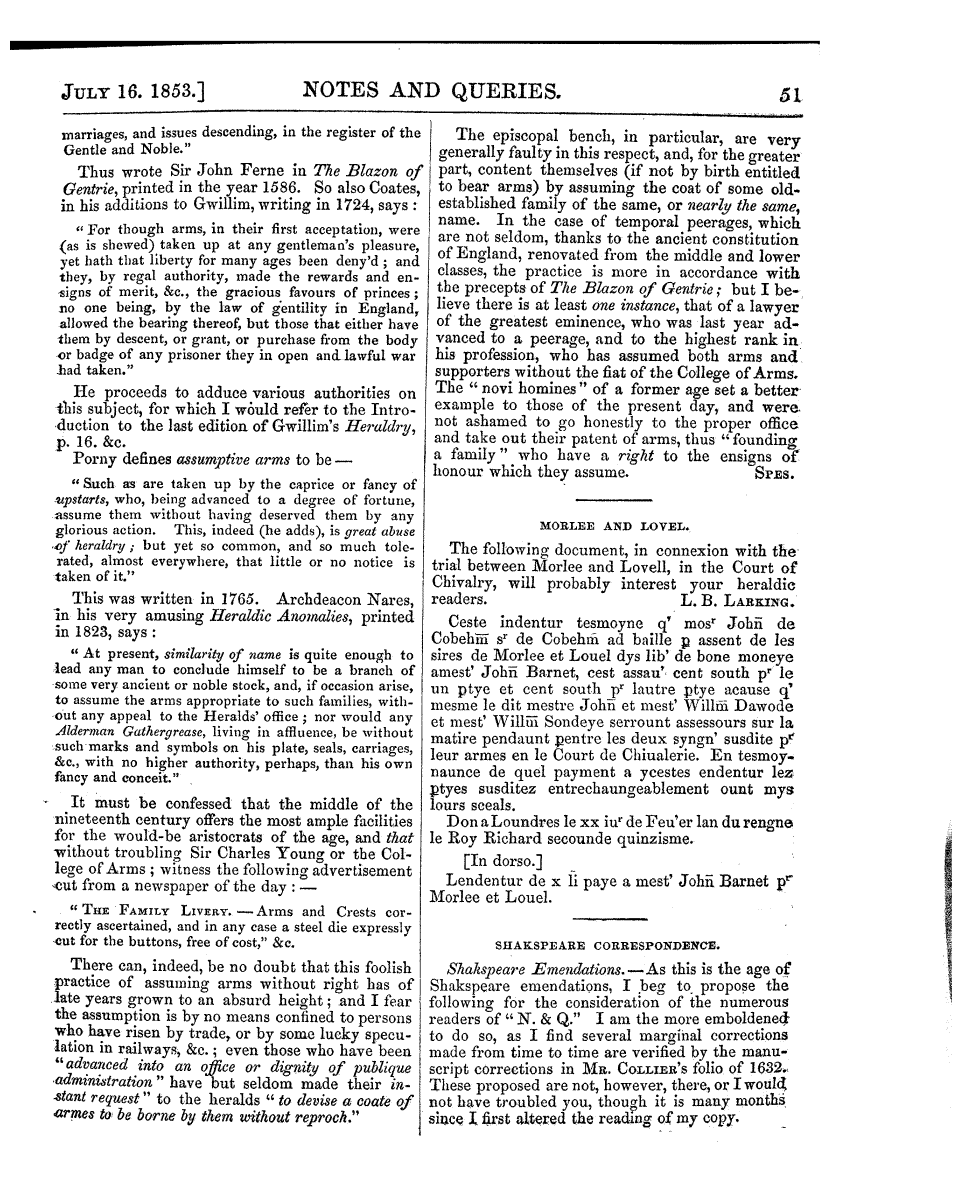 JULY 16. 1853.] NOTES AND QUERIES. 51
marriages, and issues descending, in the register of the
Gentle and Noble."
Thus wrote Sir John Ferne in The Blazon of
Gentrie, printed in the year 1586. So also Coates,
in his additions to Gwillim, writing in 1724, says :
" For though arms, in their first acceptation, were
(as is shewed) taken up at any gentleman's pleasure,
yet hath that liberty for many ages been deny'd ; and
they, by regal authority, made the rewards and en-
signs of merit, &c., the gracious favours of princes ;
no one being, by the law of gentility in England,
allowed the bearing thereof, but those that either have
them by descent, or grant, or purchase from the body
or badge of any prisoner they in open and lawful war
had taken."
He proceeds to adduce various authorities on
this subject, for which I would refer to the Intro-
duction to the last edition of Gwillim's Heraldry,
p. 16. &c.
Porny defines assumptive arms to be —
" Such as are taken up by the caprice or fancy of
upstarts, who, being advanced to a degree of fortune,
assume them without having deserved them by any
glorious action. This, indeed (he adds), is great abuse
of heraldry ; but yet so common, and so much tole-
rated, almost everywhere, that little or no notice is
taken of it."
This was written in 1765. Archdeacon Nares,
in his very amusing Heraldic Anomalies, printed
in 1823, says :
" At present, similarity of name is quite enough to
lead any man to conclude himself to be a branch of
some very ancient or noble stock, and, if occasion arise,
to assume the arms appropriate to such families, with-
out any appeal to the Heralds' office ; nor would any
Alderman Gathergrease, living in affluence, be without
such marks and symbols on his plate, seals, carriages,
&c., with no higher authority, perhaps, than his own
fancy and conceit."
It must be confessed that the middle of the
nineteenth century offers the most ample facilities
for the would-be aristocrats of the age, and that
without troubling Sir Charles Young or the Col-
lege of Arms ; witness the following advertisement
cut from a newspaper of the day : —
" THE FAMILY LIVERY. — Arms and Crests cor-
rectly ascertained, and in any case a steel die expressly
cut for the buttons, free of cost," &c.
There can, indeed, be no doubt that this foolish
practice of assuming arms without right has of
late years grown to an absurd height ; and I fear
the assumption is by no means confined to persons
who have risen by trade, or by some lucky specu-
lation in railways, &c. ; even those who have been
" advanced into an office or dignity of publique
administration " have but seldom made their in-
stant request " to the heralds " to devise a coate of
armes to be borne by them without reproch."
The episcopal bench, in particular, are very
generally faulty in this respect, and, for the greater
part, content themselves (if not by birth entitled
to bear arms) by assuming the coat of some old-
established family of the same, or nearly the same,
name. In the case of temporal peerages, which
are not seldom, thanks to the ancient constitution
of England, renovated from the middle and lower
classes, the practice is more in accordance with
the precepts of The Blazon of Gentrie ; but I be-
lieve there is at least one instance, that of a lawyer
of the greatest eminence, who was last year ad-
vanced to a peerage, and to the highest rank in
his profession, who has assumed both arms and
supporters without the fiat of the College of Arms.
The " novi homines " of a former age set a better
example to those of the present day, and were
not ashamed to go honestly to the proper office
and take out their patent of arms, thus " founding
a family " who have a right to the ensigns of
honour which they assume. SPES.
MORLEE AND LOVEL.
The following document, in connexion with the
trial between Morlee and Lovell, in the Court of
Chivalry, will probably interest your heraldic
readers. L. B. LARKING.
Ceste indentur tesmoyne q' mosʳ Johñ de
Cobehm̄ sʳ de Cobehm̄ ad baille ꝑ assent de les
sires de Morlee et Louel dys lib' de bone moneye
amest' Johñ Barnet, cest assau' cent south pʳ le
un ptye et cent south pʳ lautre ptye acause q'
mesme le dit mestre Johñ et mest' Willm̄ Dawode
et mest' Willm̄ Sondeye serrount assessours sur la
matire pendaunt ꝑentre les deux syngn' susdite pʳ
leur armes en le Court de Chiualerie. En tesmoy-
naunce de quel payment a ycestes endentur lez
ꝑtyes susditez entrechaungeablement ount mys
lours sceals.
Don a Loundres le xx iuʳ de Feu'er lan du rengne
le Roy Richard secounde quinzisme.
[In dorso.]
Lendentur de x lī paye a mest' Johñ Barnet pʳ
Morlee et Louel.
SHAKSPEARE CORRESPONDENCE.
Shakspeare Emendations. — As this is the age of
Shakspeare emendations, I beg to propose the
following for the consideration of the numerous
readers of " N. & Q." I am the more emboldened
to do so, as I find several marginal corrections
made from time to time are verified by the manu-
script corrections in MR. COLLIER's folio of 1632.
These proposed are not, however, there, or I would
not have troubled you, though it is many months
since I first altered the reading of my copy.